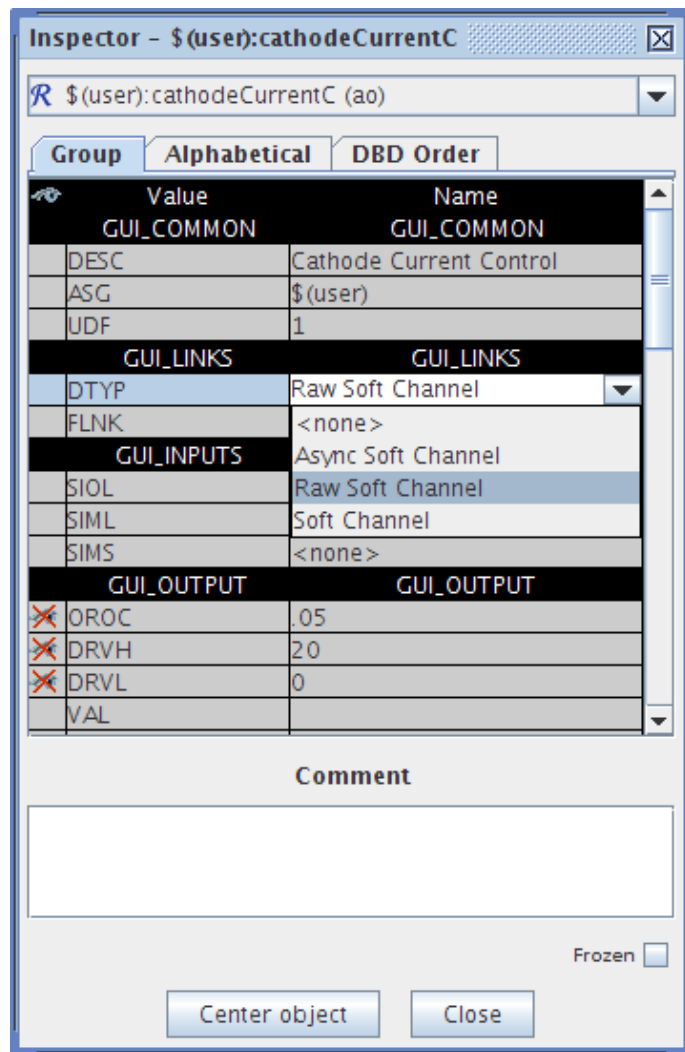 Inspector - $(user):cathodeCurrentC
R $(user):cathodeCurrentC (ao)
Group Alphabetical DBD Order
Value Name
GUI_COMMON GUI_COMMON
DESC Cathode Current Control
ASG $(user)
UDF 1
GUI_LINKS GUI_LINKS
DTYP Raw Soft Channel
FLNK <none>
GUI_INPUTS Async Soft Channel
SIOL Raw Soft Channel
SIML Soft Channel
SIMS <none>
GUI_OUTPUT GUI_OUTPUT
OROC .05
DRVH 20
DRVL 0
VAL
Comment
Frozen
Center object Close